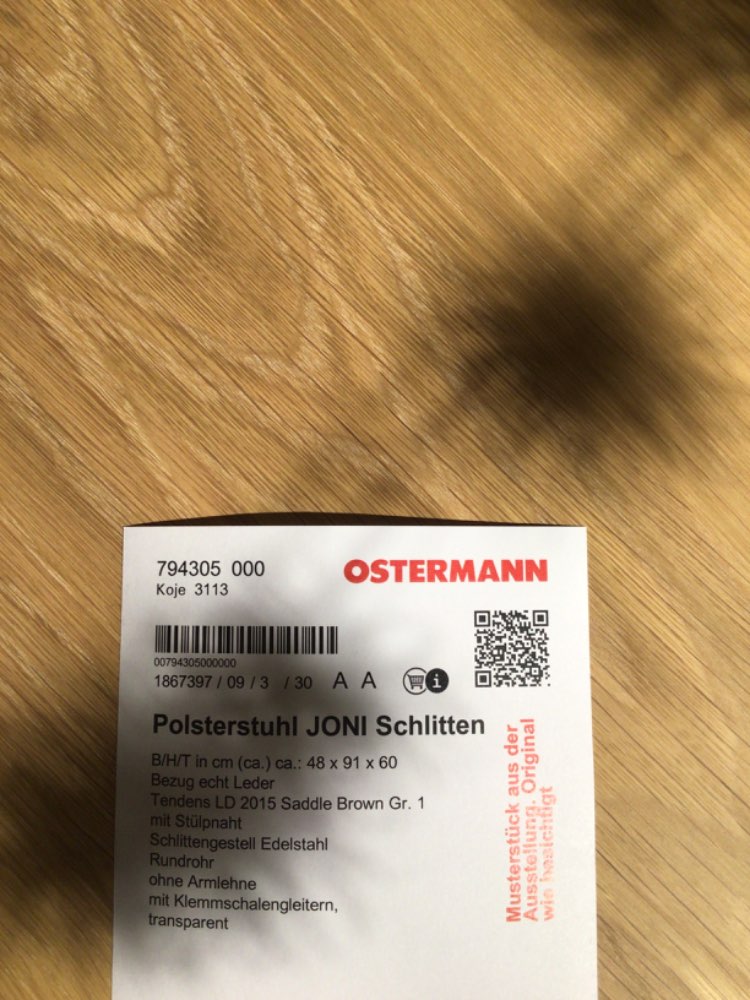 794305 000
OSTERMANN
Koje 3113
00794305000000
1867397 / 09 / 3 / 30 A A
i
Polsterstuhl JONI Schlitten
B/H/T in cm (ca.) ca.: 48 x 91 x 60
Bezug echt Leder
Tendens LD 2015 Saddle Brown Gr. 1
mit Stülpnaht
Schlittengestell Edelstahl
Rundrohr
ohne Armlehne
mit Klemmschalengleitern,
transparent
Musterstück aus der
Ausstellung. Original
wie besichtigt